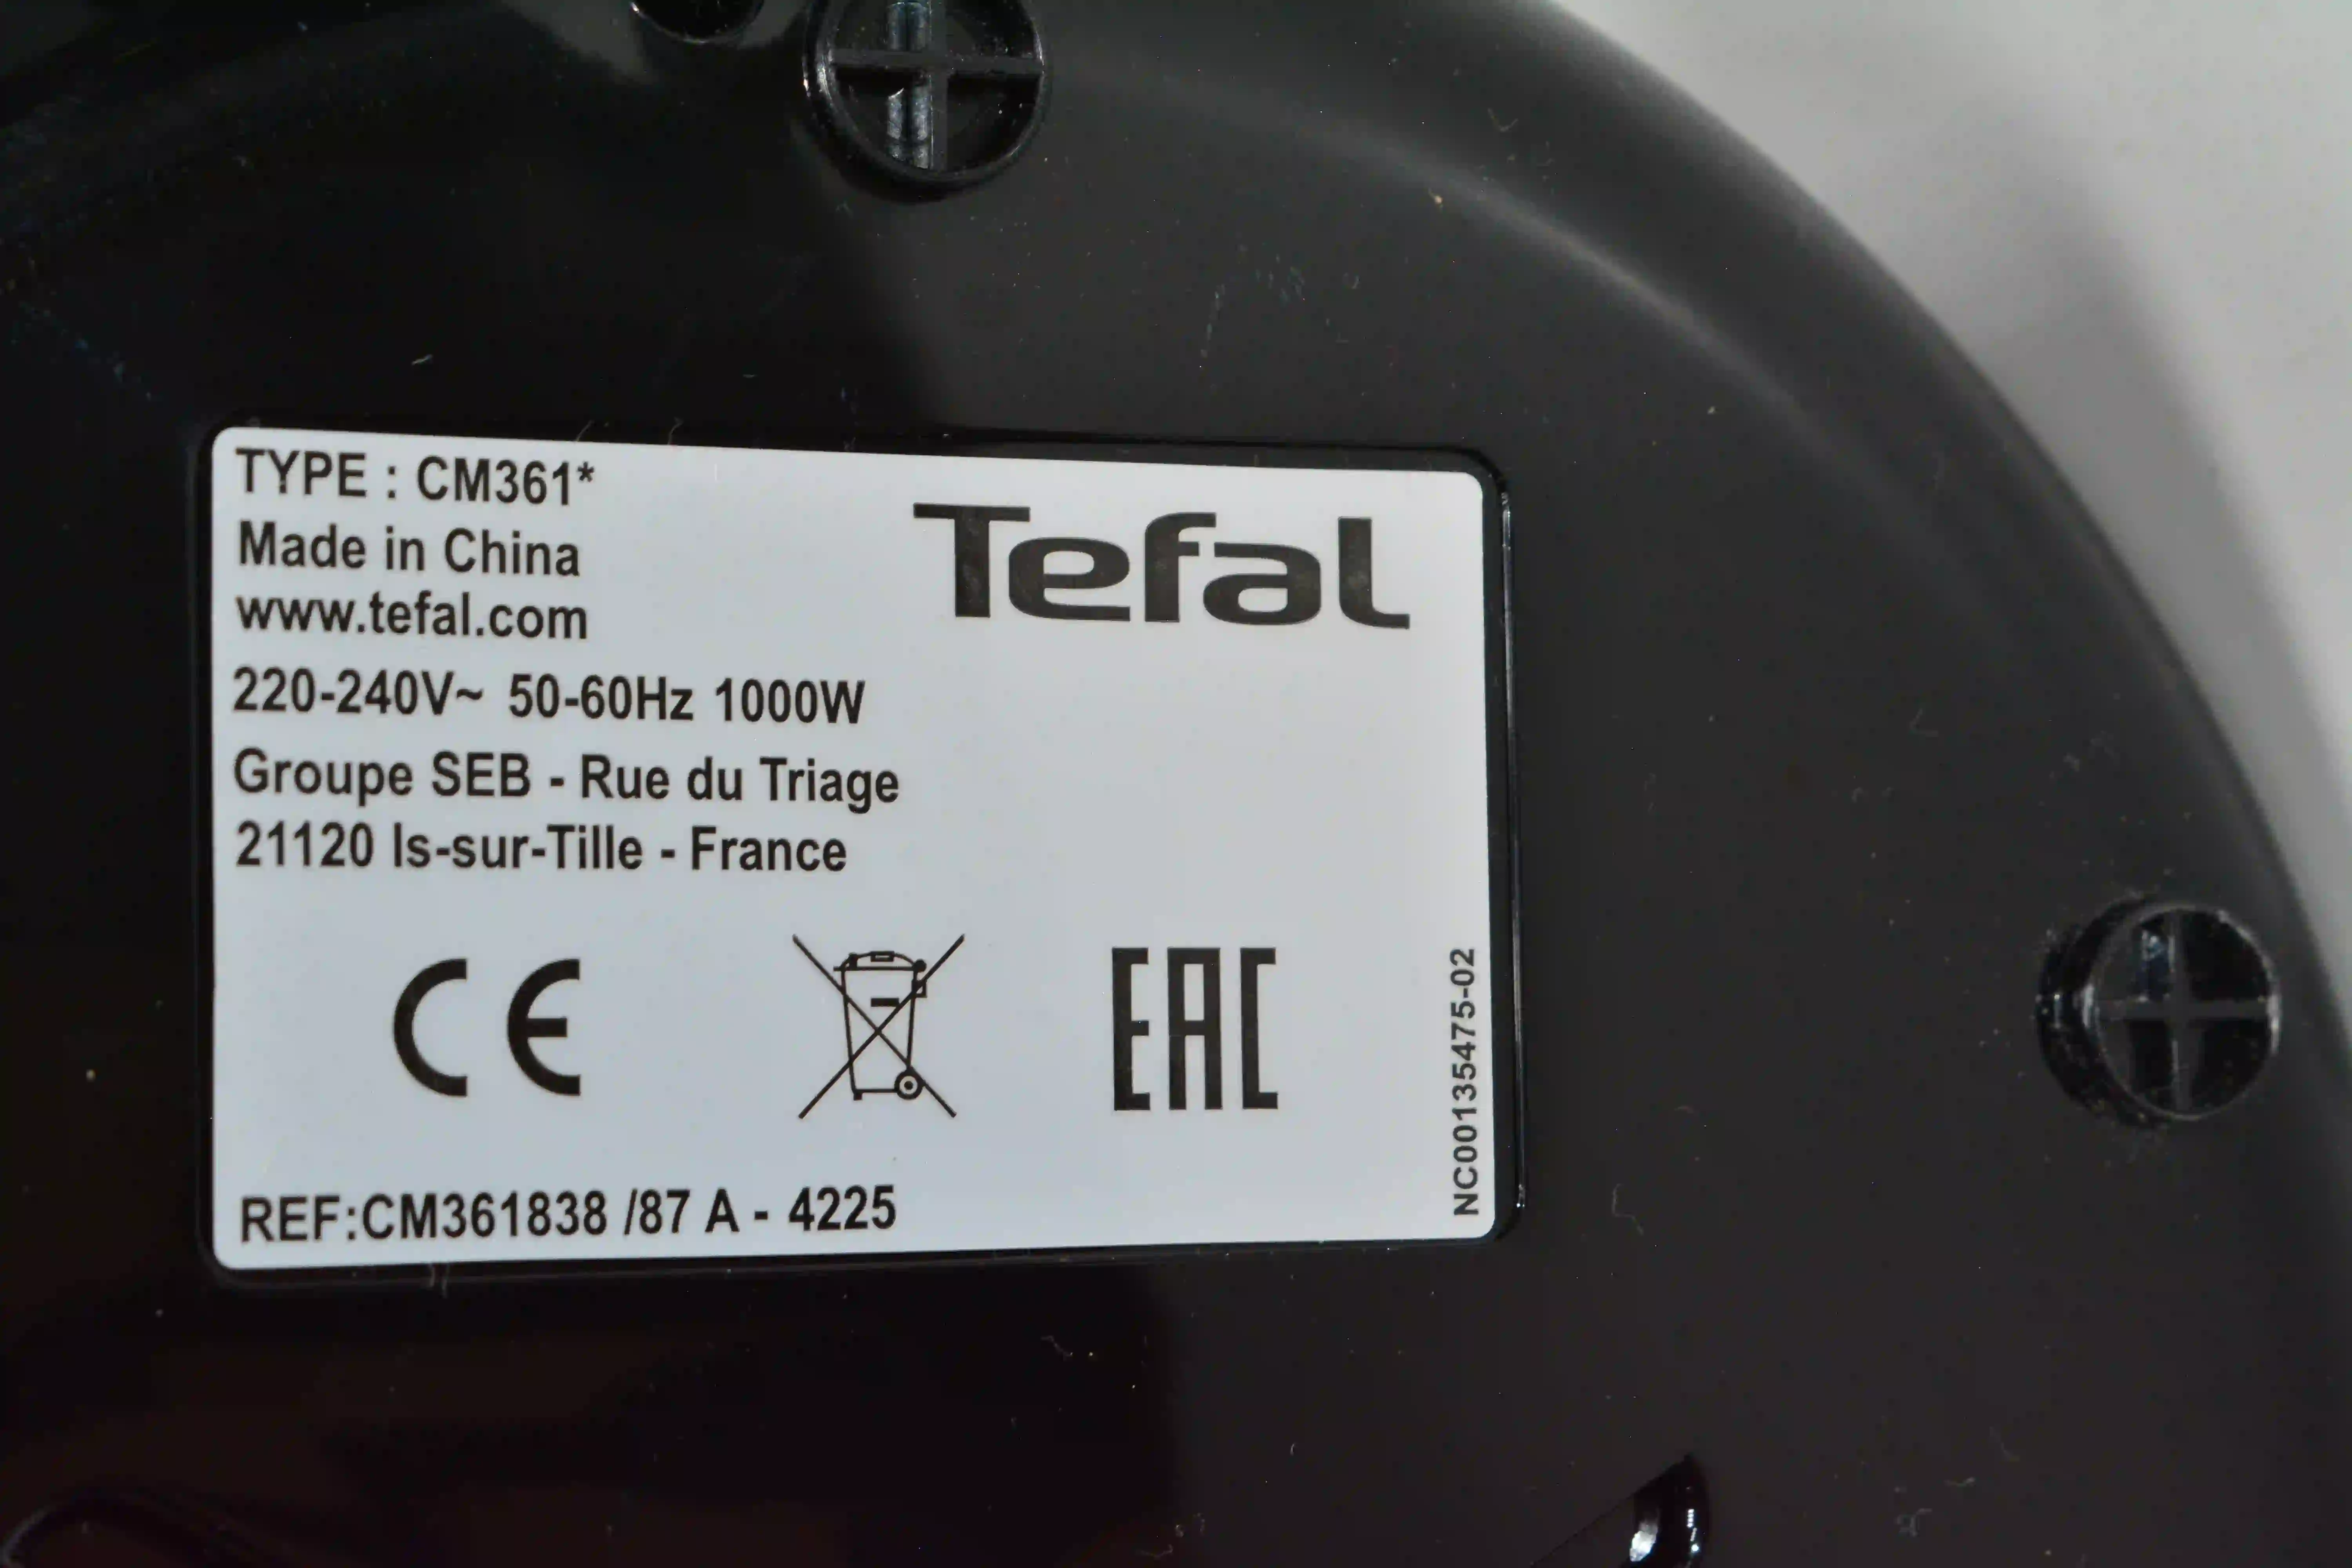 TYPE : CM361*
Made in China
www.tefal.com
Tefal
220-240V~ 50-60Hz 1000W
Groupe SEB - Rue du Triage
21120 Is-sur-Tille - France
CE
EAC
NC00135475-02
REF:CM361838 /87 A - 4225